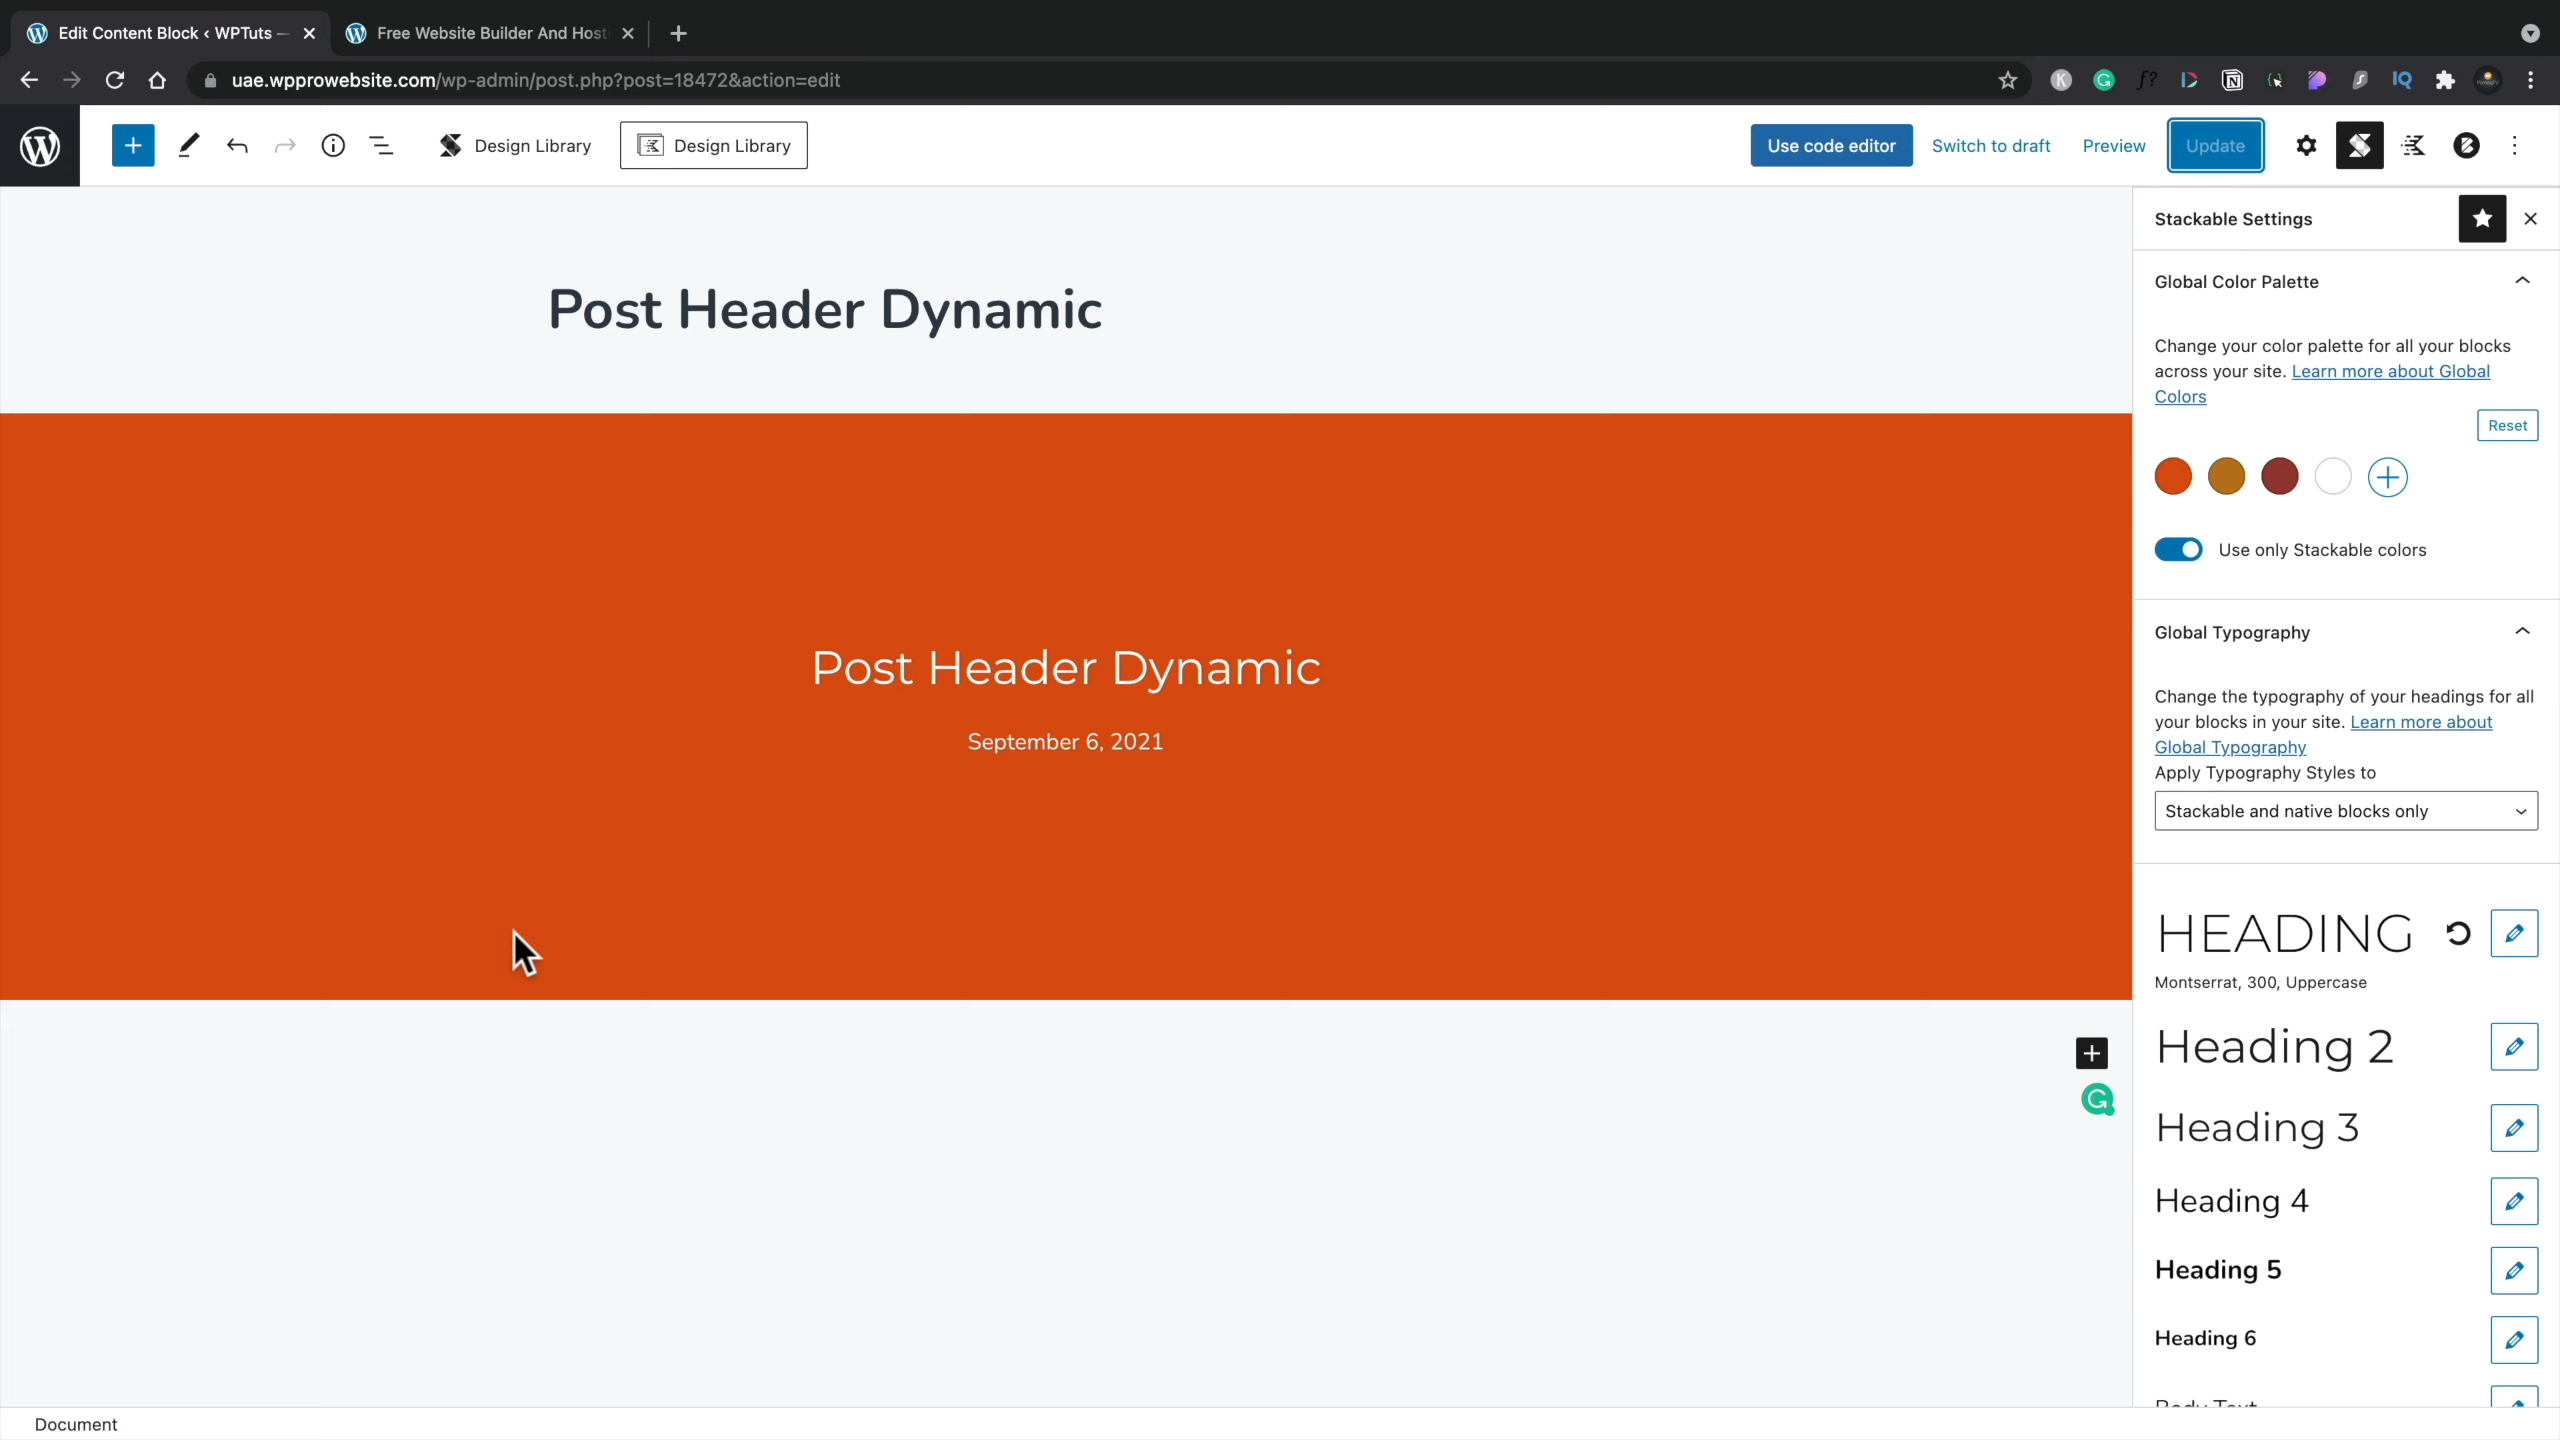 Edit Content Block ‹ WPTuts —
Free Website Builder And Hosti
uae.wpprowebsite.com/wp-admin/post.php?post=18472&action=edit
Design Library
Design Library
Use code editor
Switch to draft
Preview
Update
Stackable Settings
Post Header Dynamic
Global Color Palette
Change your color palette for all your blocks
across your site. Learn more about Global
Colors
Reset
Use only Stackable colors
Post Header Dynamic
September 6, 2021
Global Typography
Change the typography of your headings for all
your blocks in your site. Learn more about
Global Typography
Apply Typography Styles to
Stackable and native blocks only
HEADING
Montserrat, 300, Uppercase
Heading 2
Heading 3
Heading 4
Heading 5
Heading 6
Body Text
Document